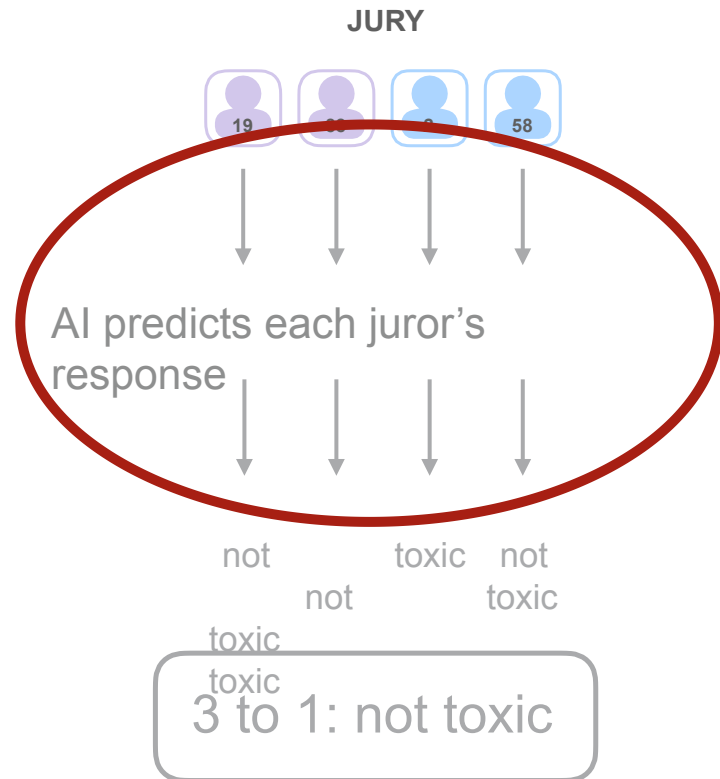 JURY
19 58
AI predicts each juror's
response
not toxic not
not toxic
toxic
toxic
3 to 1: not toxic